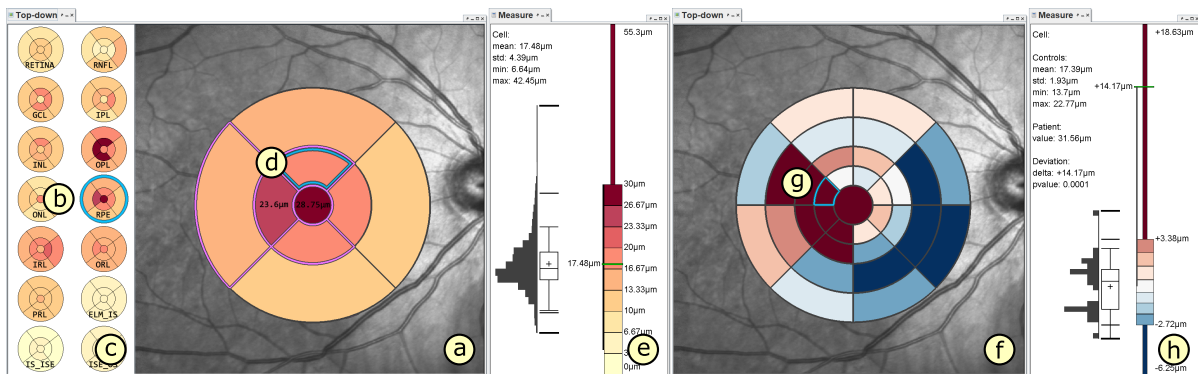 Top-down
Measure
Top-down
Measure
RETINA
RNFL
GCL
IPL
INL
OPL
ONL
RPE
IRL
ORL
PRL
ELM_IS
IS_ISE
b
c
d
23.6µm
28.75µm
a
Cell:
mean: 17.48µm
std: 4.39µm
min: 6.64µm
max: 42.45µm
17.48µm
55.3µm
30µm
26.67µm
23.33µm
20µm
16.67µm
13.33µm
10µm
6.67µm
0µm
e
g
f
Cell:
Controls:
mean: 17.39µm
std: 1.93µm
min: 13.7µm
max: 22.77µm
Patient:
value: 31.56µm
Deviation:
delta: +14.17µm
pvalue: 0.0001
+18.63µm
+14.17µm
+3.38µm
-2.72µm
-6.25µm
h